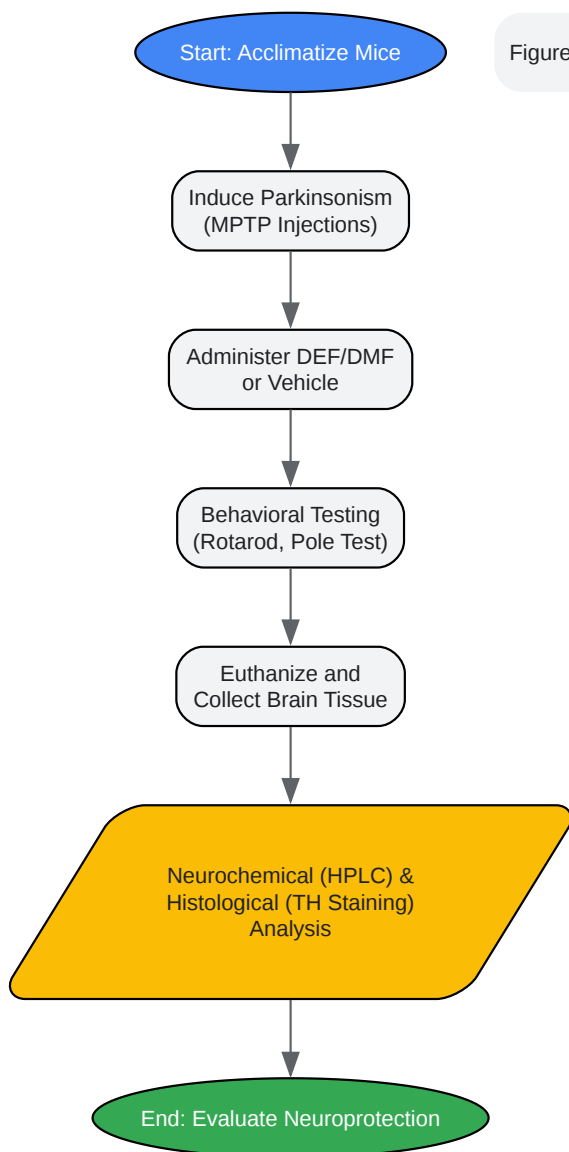 Start: Acclimatize Mice
Figure
Induce Parkinsonism
(MPTP Injections)
Administer DEF/DMF
or Vehicle
Behavioral Testing
(Rotarod, Pole Test)
Euthanize and
Collect Brain Tissue
Neurochemical (HPLC) &
Histological (TH Staining)
Analysis
End: Evaluate Neuroprotection